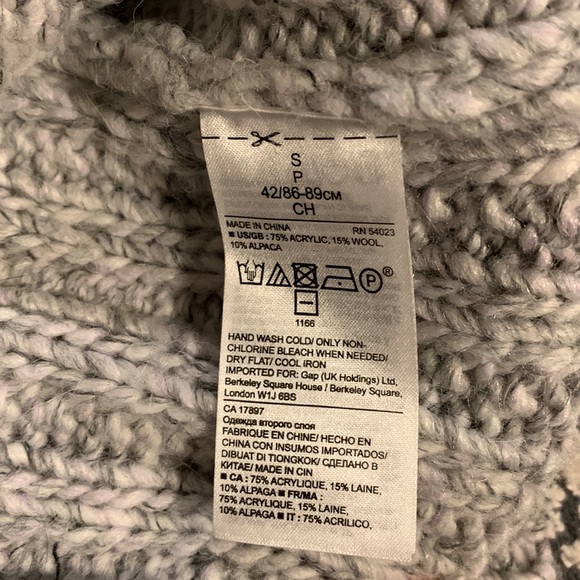 S
P
42/86-89CM
CH
MADE IN CHINA RN 54023
■ US/GB : 75% ACRYLIC, 15% WOOL,
10% ALPACA
P ®
1166
HAND WASH COLD/ ONLY NON-
CHLORINE BLEACH WHEN NEEDED/
DRY FLAT/ COOL IRON
IMPORTED FOR: Gap (UK Holdings) Ltd,
Berkeley Square House / Berkeley Square,
London W1J 6BS
CA 17897
Одежда второго слоя
FABRIQUÉ EN CHINE/ HECHO EN
CHINA CON INSUMOS IMPORTADOS/
DIBUAT DI TIONGKOK/ СДЕЛАНО В
КИТАЕ/ MADE IN CIN
■ CA : 75% ACRYLIQUE, 15% LAINE,
10% ALPAGA ■ FR/MA :
75% ACRYLIQUE, 15% LAINE,
10% ALPAGA ■ IT : 75% ACRILICO,